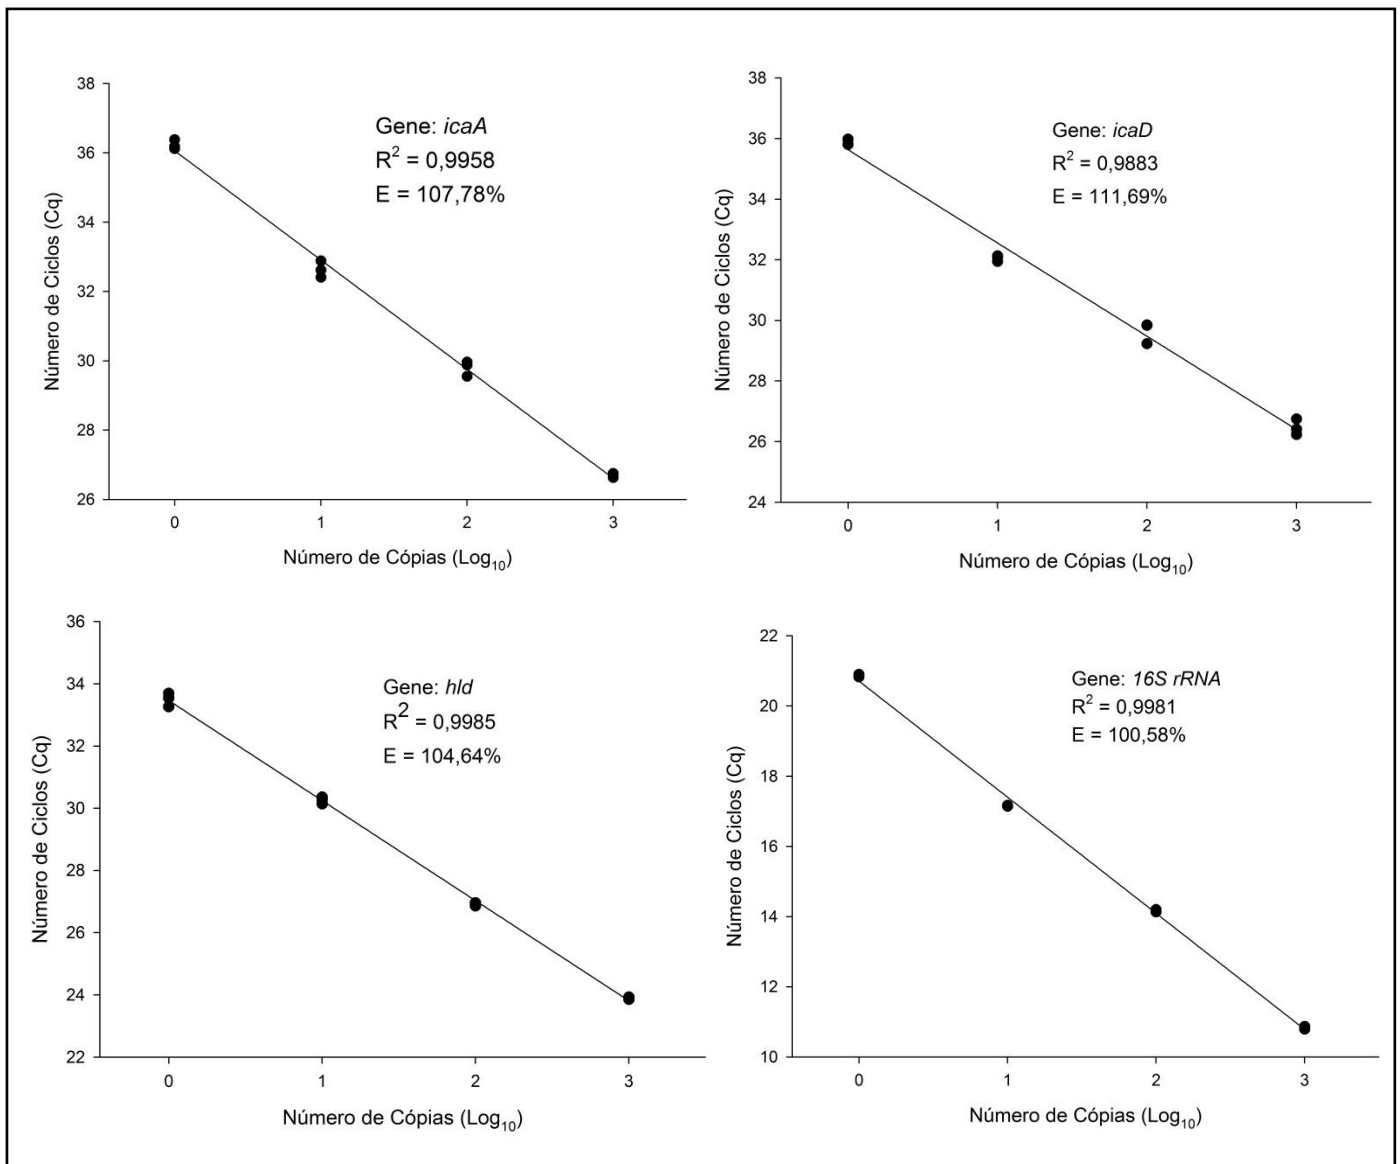 38
36
34
32
30
28
26
0
1
2
3
Número de Ciclos (Cq)
Número de Cópias (Log₁₀)
Gene: icaA
R² = 0,9958
E = 107,78%
38
36
34
32
30
28
26
24
0
1
2
3
Número de Ciclos (Cq)
Número de Cópias (Log₁₀)
Gene: icaD
R² = 0,9883
E = 111,69%
36
34
32
30
28
26
24
22
0
1
2
3
Número de Ciclos (Cq)
Número de Cópias (Log₁₀)
Gene: hld
R² = 0,9985
E = 104,64%
22
20
18
16
14
12
10
0
1
2
3
Número de Ciclos (Cq)
Número de Cópias (Log₁₀)
Gene: 16S rRNA
R² = 0,9981
E = 100,58%